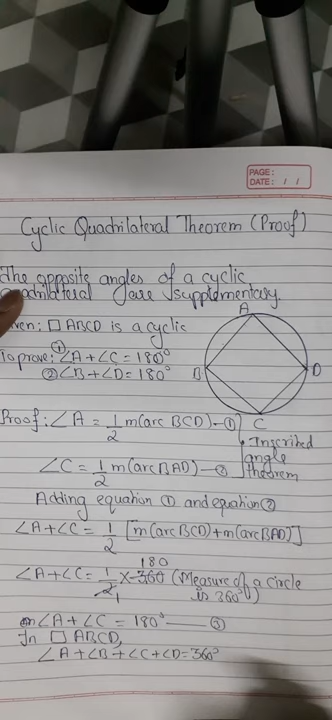 PAGE:
DATE: / /
Cyclic Quadrilateral Theorem (Proof)
The opposite angles of a cyclic
quadrilateral are supplementary.
ven: □ ABCD is a cyclic
To prove: ① ∠A+∠C = 180°
② ∠B+∠D = 180°
A
B
D
C
Proof: ∠A = 1/2 m(arc BCD) — ①
∠C = 1/2 m(arc BAD) — ②
Inscribed
angle
theorem
Adding equation ① and equation ②
∠A+∠C = 1/2 [m(arc BCD)+m(arc BAD)]
180
∠A+∠C = 1/2 × 360 (Measure of a circle
1
is 360°)
∠A+∠C = 180° — ③
In □ ABCD,
∠A+∠B+∠C+∠D=360°